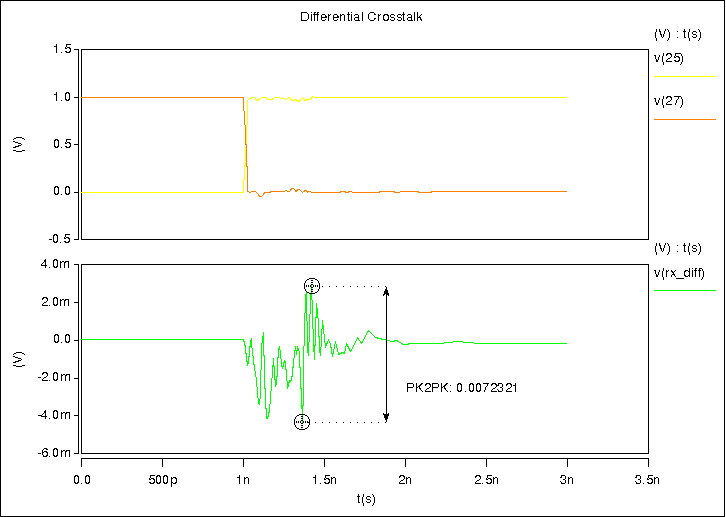 Differential Crosstalk
(V) : t(s)
1.5
v(25)
1.0
v(27)
(V)
0.5
0.0
-0.5
(V) : t(s)
4.0m
v(rx_diff)
2.0m
0.0
(V)
-2.0m
PK2PK: 0.0072321
-4.0m
-6.0m
0.0 500p 1n 1.5n 2n 2.5n 3n 3.5n
t(s)